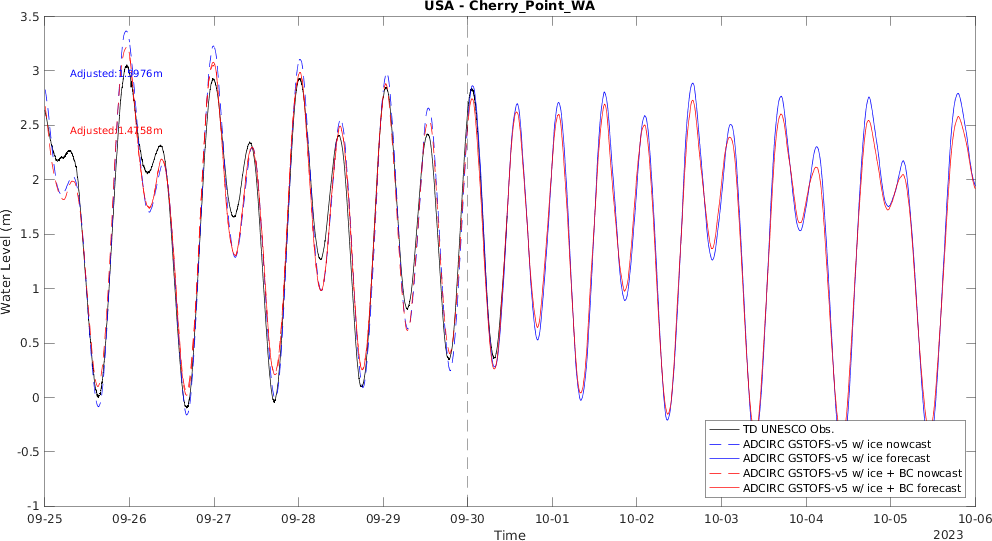 USA - Cherry_Point_WA
3.5
3
2.5
2
1.5
1
0.5
0
-0.5
-1
Water Level (m)
Adjusted:1.5976m
Adjusted:1.4758m
TD UNESCO Obs.
ADCIRC GSTOFS-v5 w/ ice nowcast
ADCIRC GSTOFS-v5 w/ ice forecast
ADCIRC GSTOFS-v5 w/ ice + BC nowcast
ADCIRC GSTOFS-v5 w/ ice + BC forecast
09-25 09-26 09-27 09-28 09-29 09-30 10-01 10-02 10-03 10-04 10-05 10-06
Time
2023